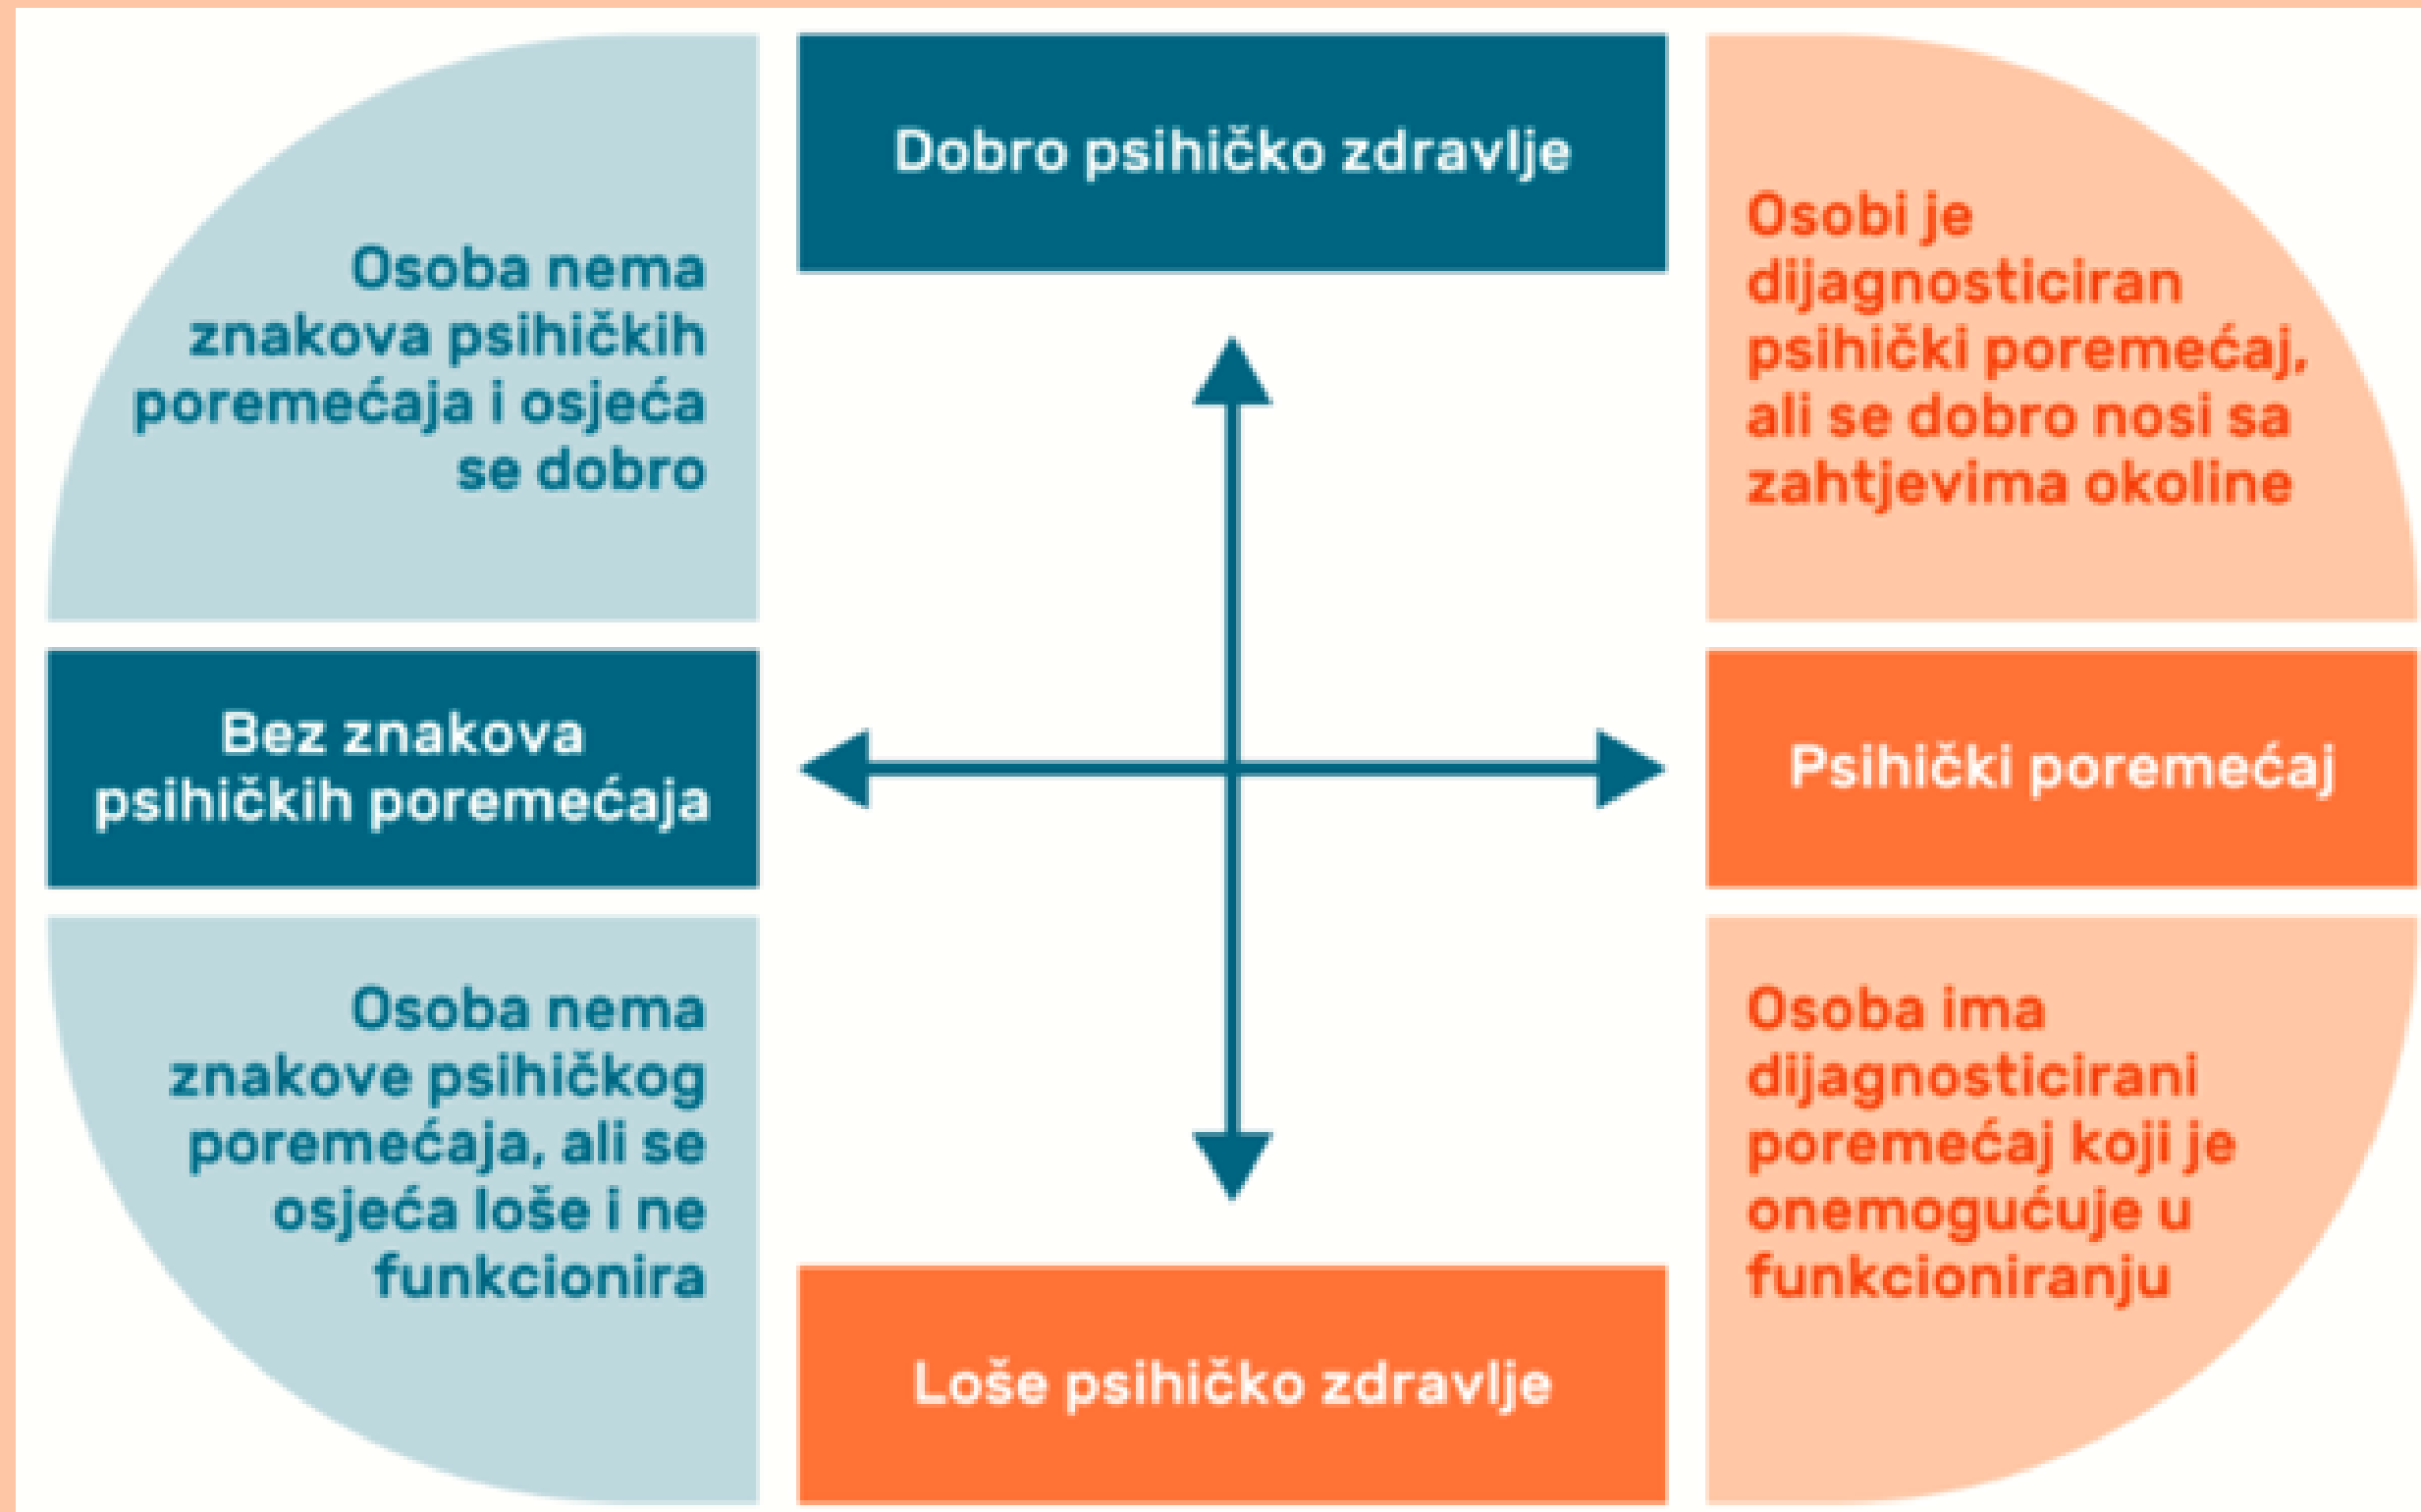 Dobro psihičko zdravlje
Osoba nema
znakova psihičkih
poremećaja i osjeća
se dobro
Osobi je
dijagnosticiran
psihički poremećaj,
ali se dobro nosi sa
zahtjevima okoline
Bez znakova
psihičkih poremećaja
Psihički poremećaj
Osoba nema
znakove psihičkog
poremećaja, ali se
osjeća loše i ne
funkcionira
Osoba ima
dijagnosticirani
poremećaj koji je
onemogućuje u
funkcioniranju
Loše psihičko zdravlje